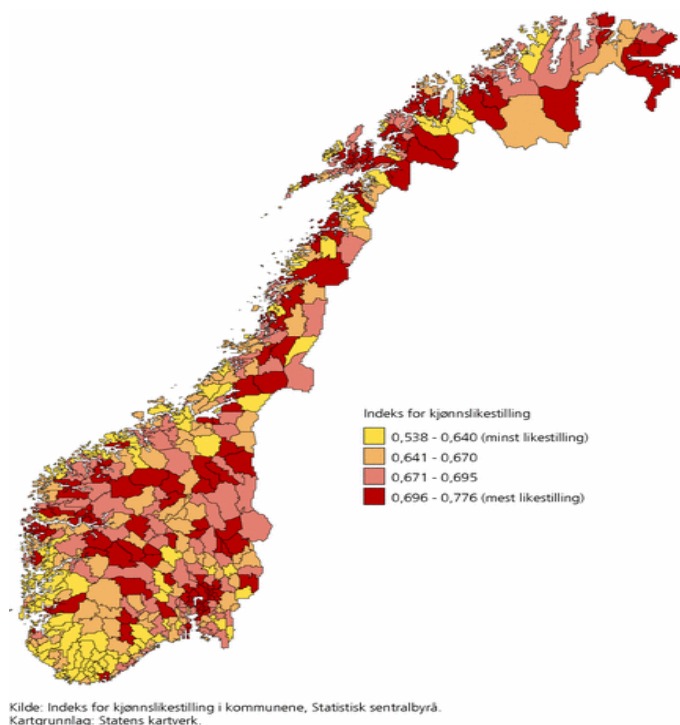 Indeks for kjønnslikestilling
0,538 - 0,640 (minst likestilling)
0,641 - 0,670
0,671 - 0,695
0,696 - 0,776 (mest likestilling)
Kilde: Indeks for kjønnslikestilling i kommunene, Statistisk sentralbyrå.
Kartgrunnlag: Statens kartverk.